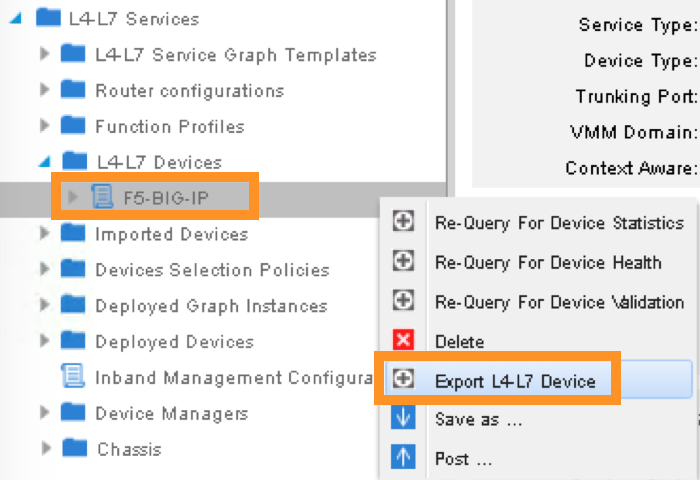 L4-L7 Services
L4-L7 Service Graph Templates
Router configurations
Function Profiles
L4-L7 Devices
F5-BIG-IP
Imported Devices
Devices Selection Policies
Deployed Graph Instances
Deployed Devices
Inband Management Configura
Device Managers
Chassis
Service Type:
Device Type:
Trunking Port:
VMM Domain:
Context Aware:
Re-Query For Device Statistics
Re-Query For Device Health
Re-Query For Device Validation
Delete
Export L4-L7 Device
Save as ...
Post ...